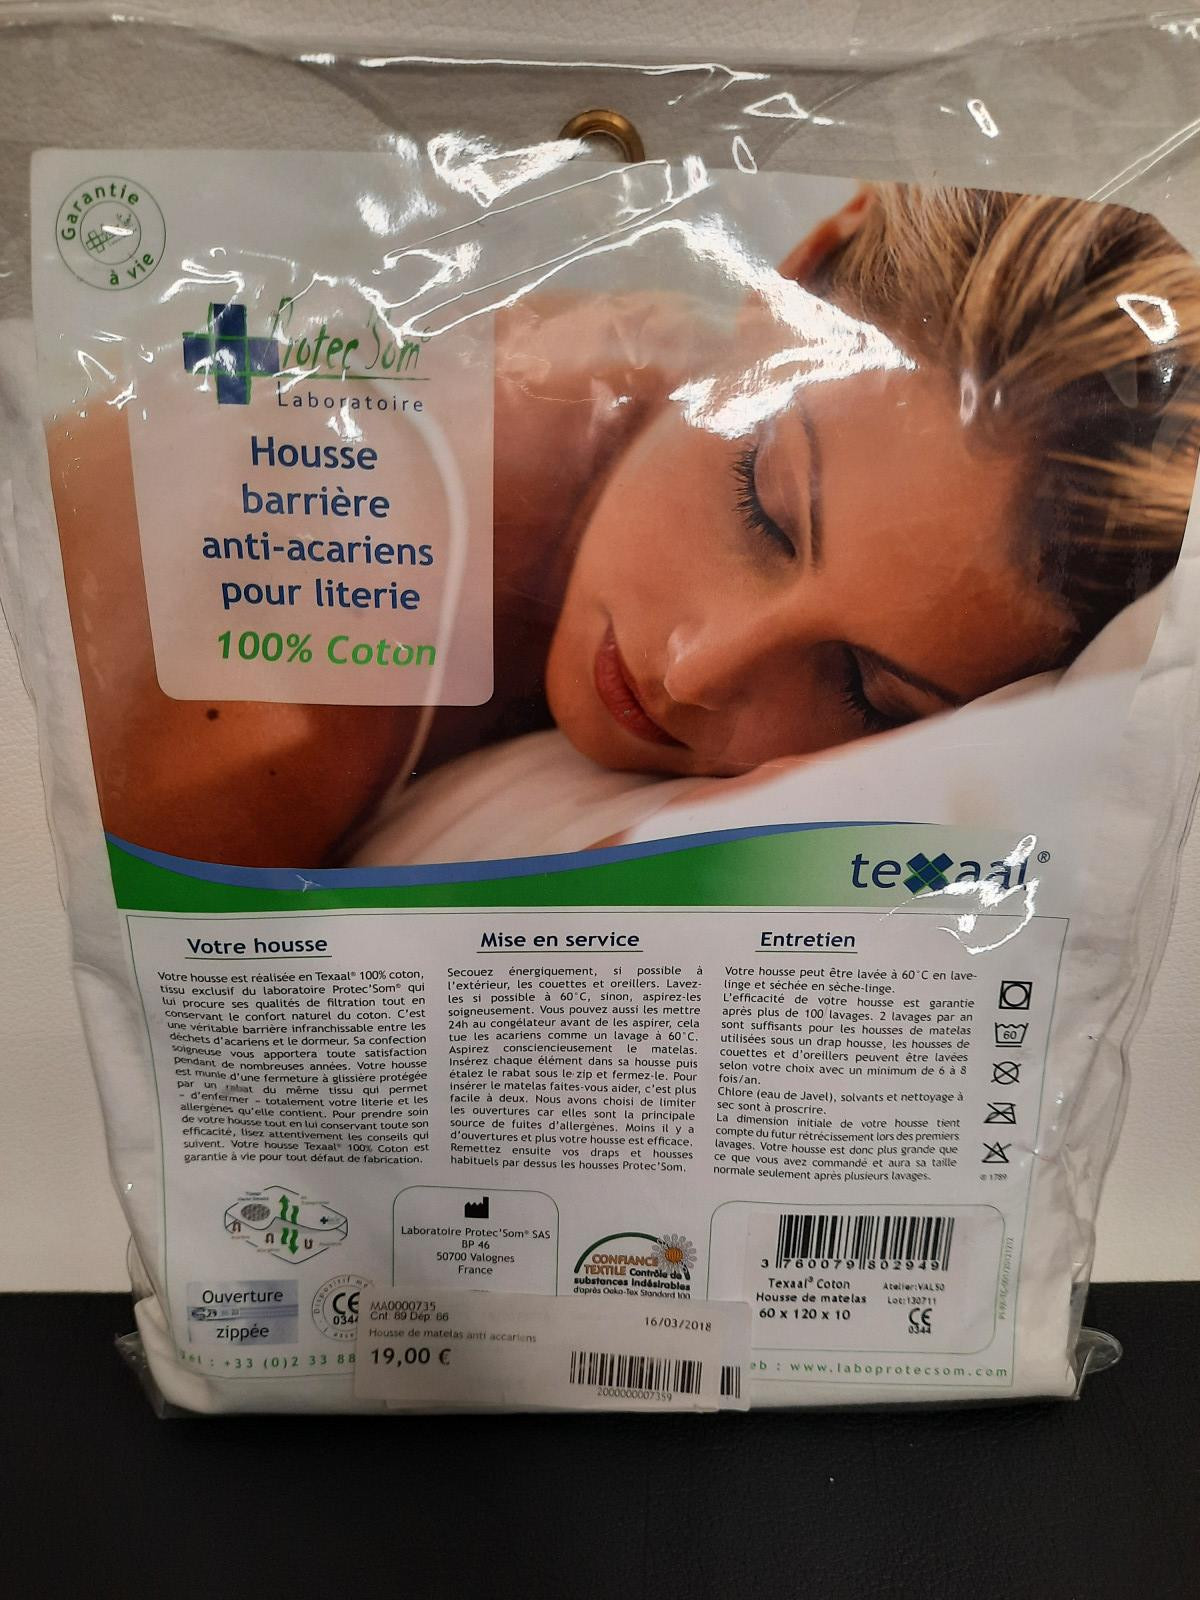 Garantie
à vie
Protec'Som®
Laboratoire
Housse
barrière
anti-acariens
pour literie
100% Coton
texaal®
Votre housse
Votre housse est réalisée en Texaal® 100% coton,
tissu exclusif du laboratoire Protec'Som® qui
lui procure ses qualités de filtration tout en
conservant le confort naturel du coton. C'est
une véritable barrière infranchissable entre les
déchets d'acariens et le dormeur. Sa confection
soigneuse vous apportera toute satisfaction
pendant de nombreuses années. Votre housse
est munie d'une fermeture à glissière protégée
par un rabat du même tissu qui permet
- d'enfermer - totalement votre literie et les
allergènes qu'elle contient. Pour prendre soin
de votre housse tout en lui conservant toute son
efficacité, lisez attentivement les conseils qui
suivent. Votre housse Texaal® 100% Coton est
garantie à vie pour tout défaut de fabrication.
Mise en service
Secouez énergiquement, si possible à
l'extérieur, les couettes et oreillers. Lavez-
les si possible à 60°C, sinon, aspirez-les
soigneusement. Vous pouvez aussi les mettre
24h au congélateur avant de les aspirer, cela
tue les acariens comme un lavage à 60°C.
Aspirez consciencieusement le matelas.
Insérez chaque élément dans sa housse puis
étalez le rabat sous le zip et fermez-le. Pour
insérer le matelas faites-vous aider, c'est plus
facile à deux. Nous avons choisi de limiter
les ouvertures car elles sont la principale
source de fuites d'allergènes. Moins il y a
d'ouvertures et plus votre housse est efficace.
Remettez ensuite vos draps et housses
habituels par dessus les housses Protec'Som.
Entretien
Votre housse peut être lavée à 60°C en lave-
linge et séchée en sèche-linge.
L'efficacité de votre housse est garantie
après plus de 100 lavages. 2 lavages par an
sont suffisants pour les housses de matelas
utilisées sous un drap housse, les housses de
couettes et d'oreillers peuvent être lavées
selon votre choix avec un minimum de 6 à 8
fois/an.
Chlore (eau de Javel), solvants et nettoyage à
sec sont à proscrire.
La dimension initiale de votre housse tient
compte du futur rétrécissement lors des premiers
lavages. Votre housse est donc plus grande que
ce que vous avez commandé et aura sa taille
normale seulement après plusieurs lavages.
60
® 1789
Ouverture
zippée
CE
0344
Laboratoire Protec'Som® SAS
BP 46
50700 Valognes
France
CONFIANCE
TEXTILE Contrôle de
substances indésirables
d'après Oeko-Tex Standard 100
3 760079 802949
Texaal® Coton
Housse de matelas
60 x 120 x 10
Atelier:VAL50
Lot:130711
CE
0344
Tél : +33 (0)2 33 88
eb : www.laboprotecsom.com
MA0000735
Cnt: 89 Dép: 86
16/03/2018
Housse de matelas anti accariens
19,00 €
2000000007359